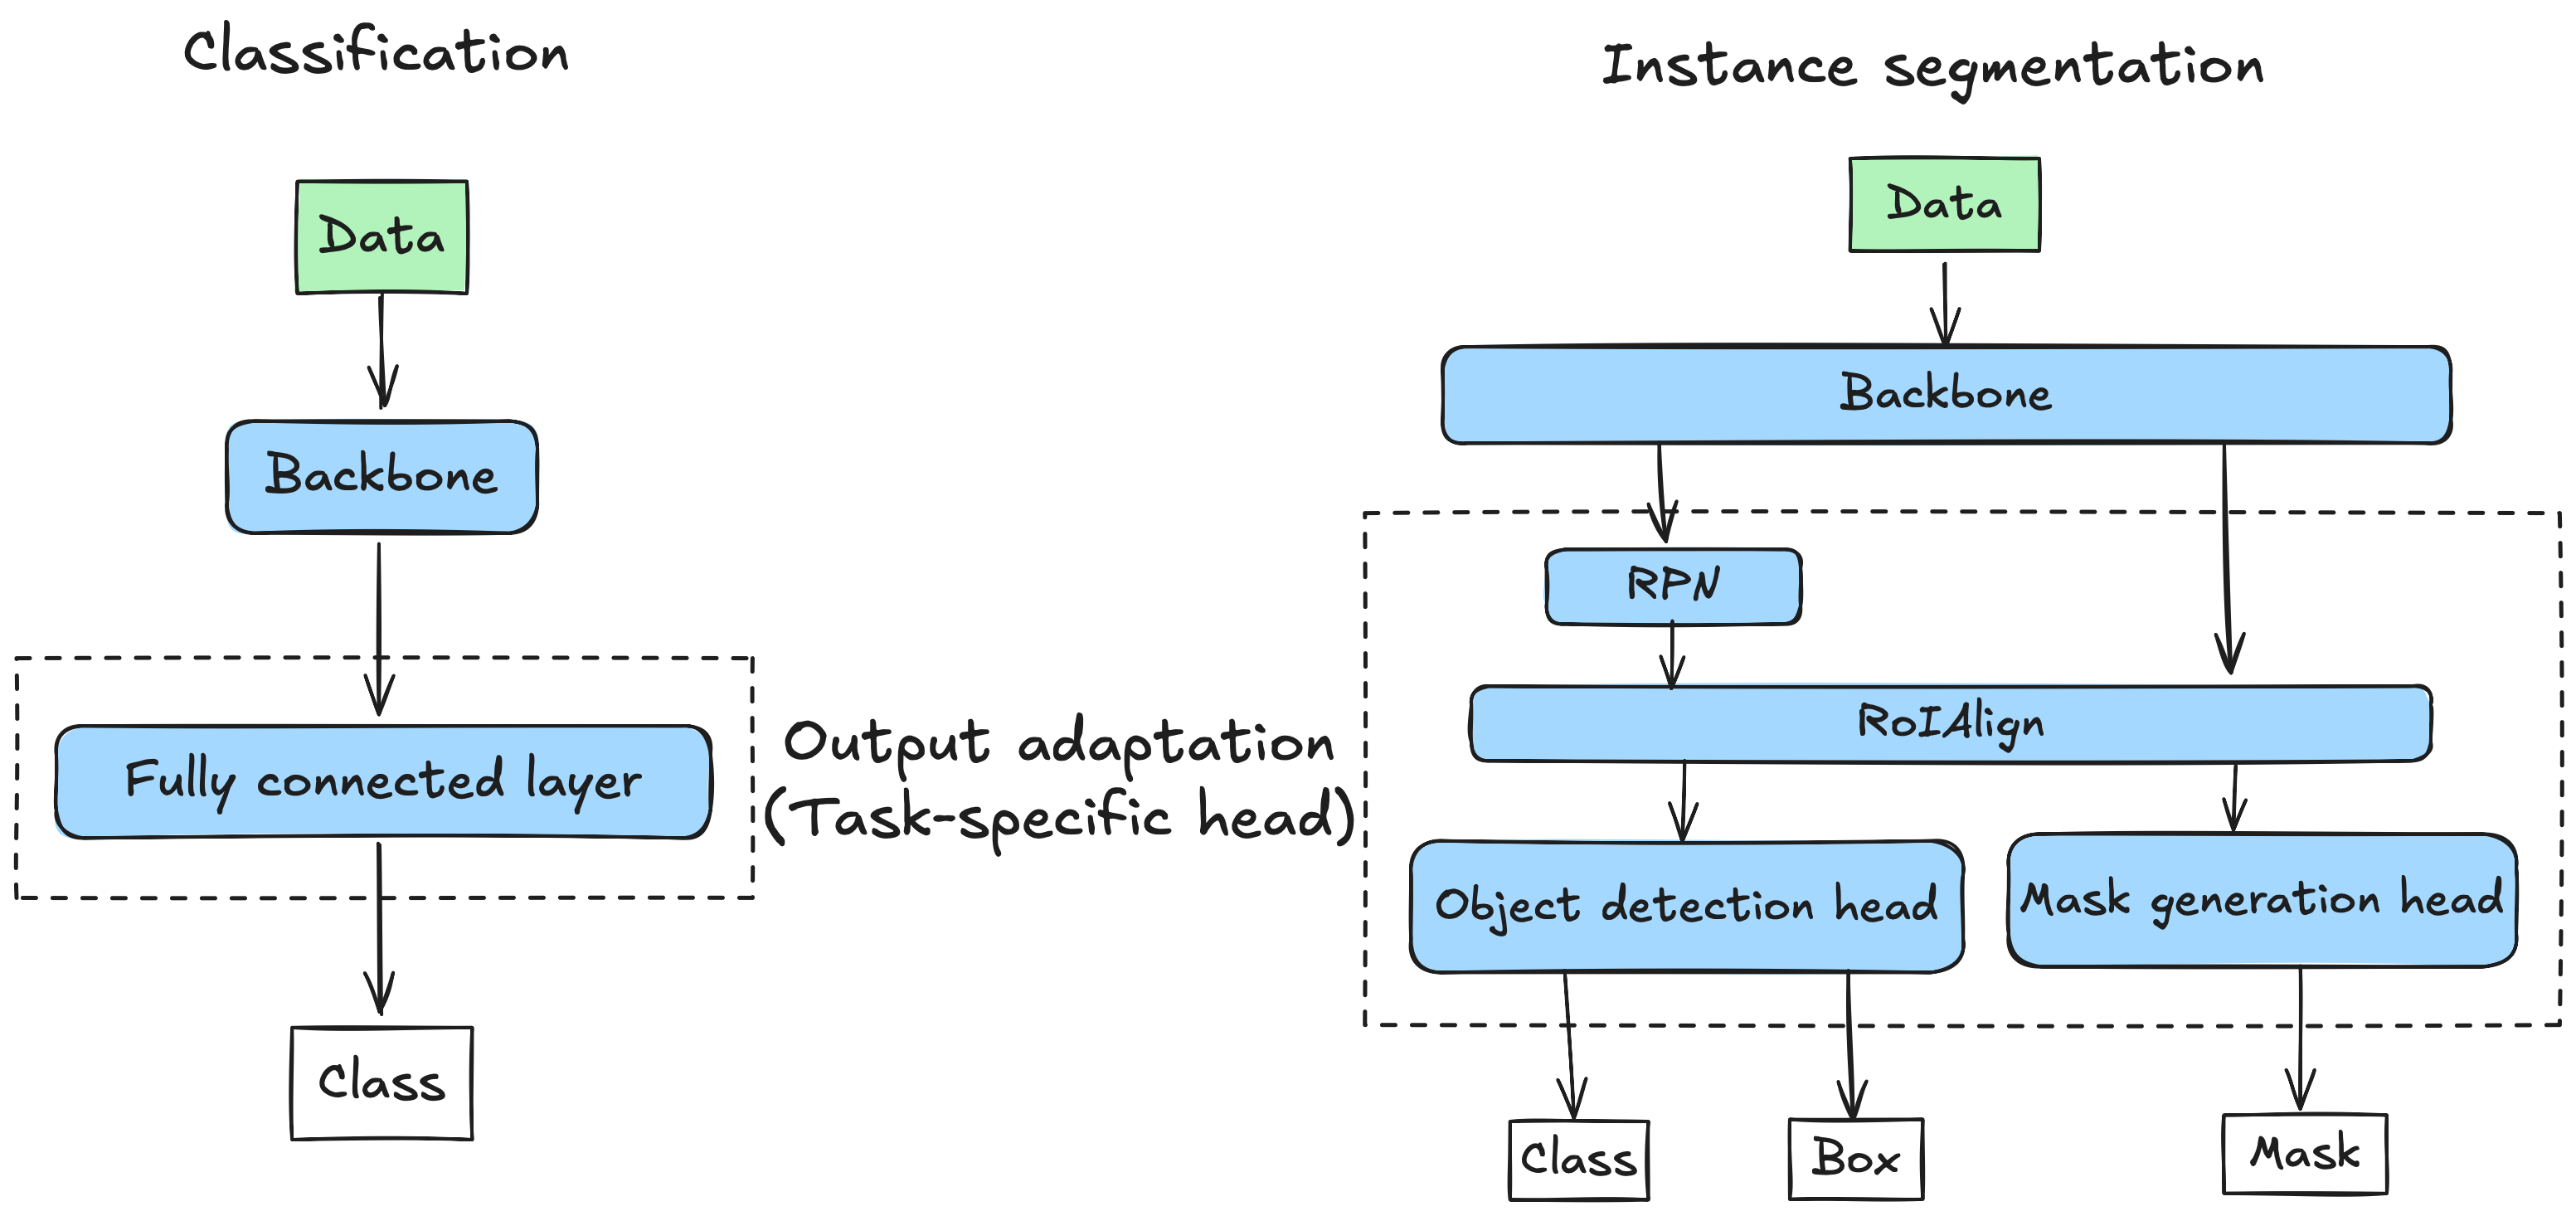 Classification
Data
Backbone
Fully connected layer
Class
Output adaptation
(Task-specific head)
Instance segmentation
Data
Backbone
RPN
RoIAlign
Object detection head
Mask generation head
Class
Box
Mask